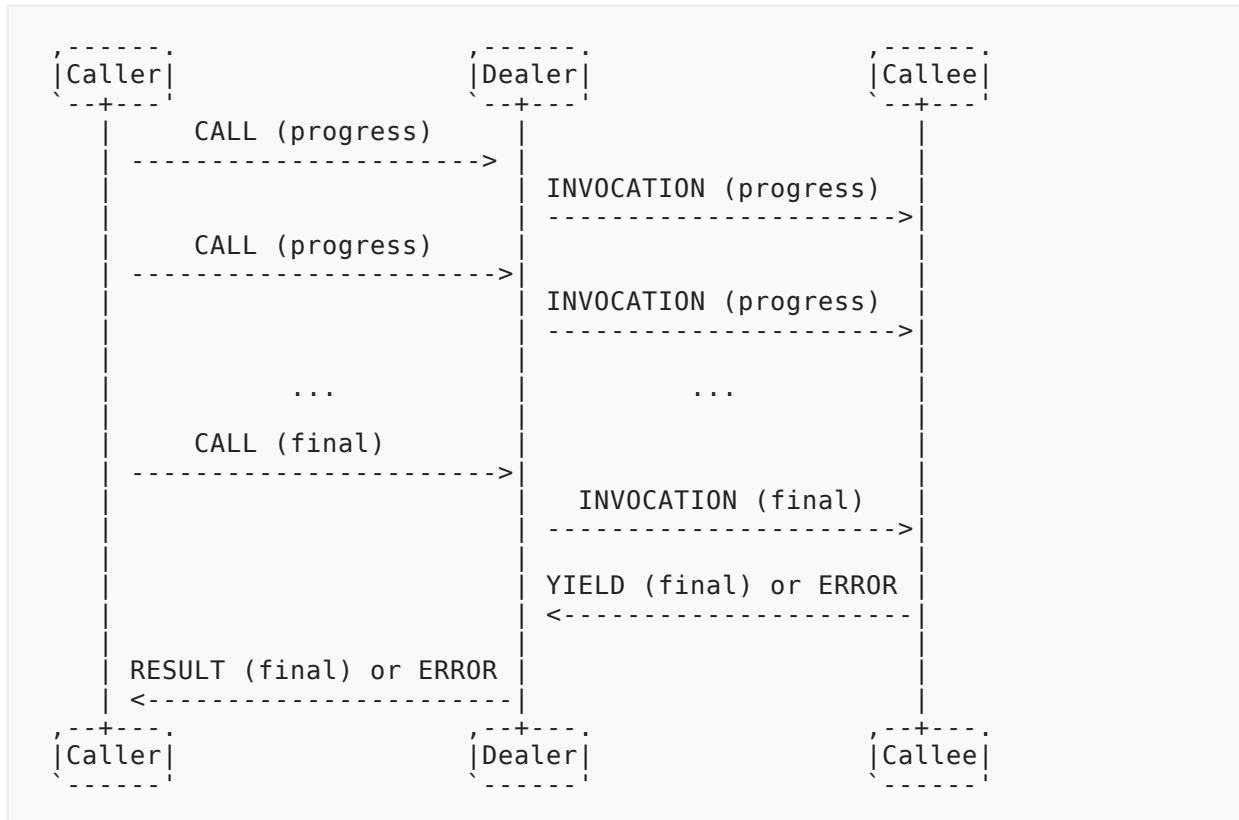 Caller Dealer Callee
CALL (progress)
INVOCATION (progress)
CALL (progress)
INVOCATION (progress)
... ...
CALL (final)
INVOCATION (final)
YIELD (final) or ERROR
RESULT (final) or ERROR
Caller Dealer Callee